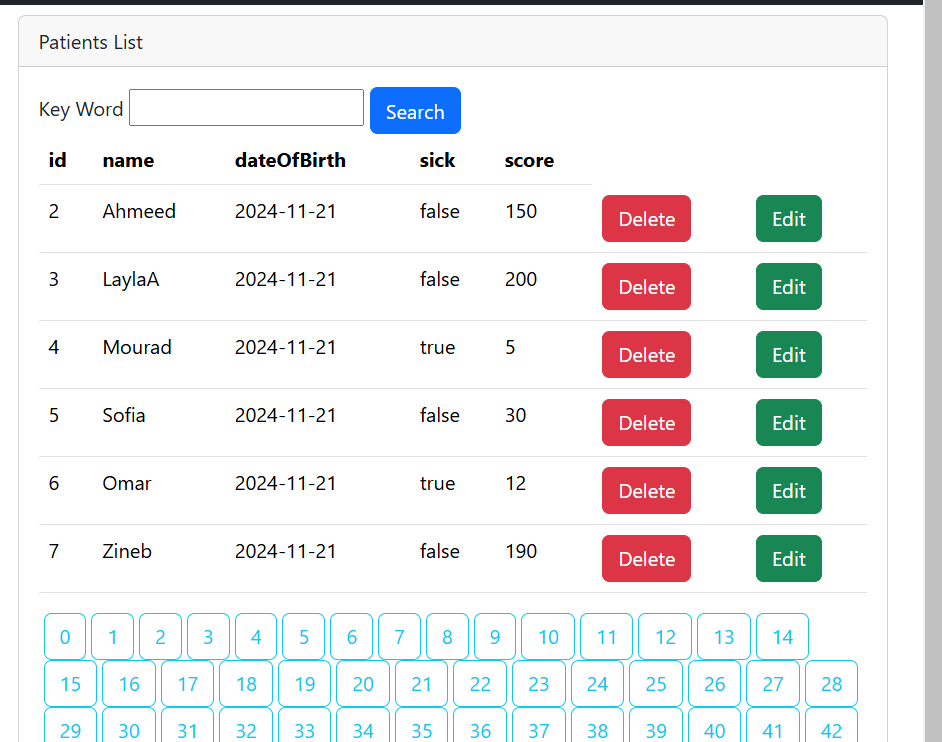 Patients List
Key Word Search
id name dateOfBirth sick score
2 Ahmeed 2024-11-21 false 150 Delete Edit
3 LaylaA 2024-11-21 false 200 Delete Edit
4 Mourad 2024-11-21 true 5 Delete Edit
5 Sofia 2024-11-21 false 30 Delete Edit
6 Omar 2024-11-21 true 12 Delete Edit
7 Zineb 2024-11-21 false 190 Delete Edit
0 1 2 3 4 5 6 7 8 9 10 11 12 13 14
15 16 17 18 19 20 21 22 23 24 25 26 27 28
29 30 31 32 33 34 35 36 37 38 39 40 41 42